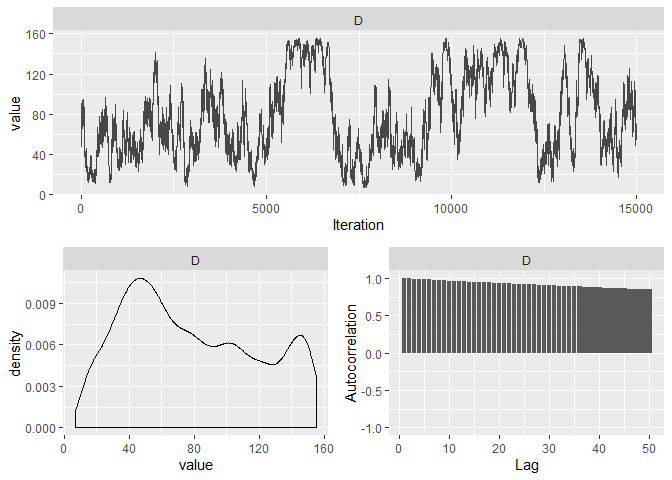 D
160
120
value
80
40
0
0 5000 10000 15000
Iteration
D D
0.009
density
0.006
0.003
0.000
0 40 80 120 160
value
1.0
0.5
Autocorrelation
0.0
-0.5
-1.0
0 10 20 30 40 50
Lag